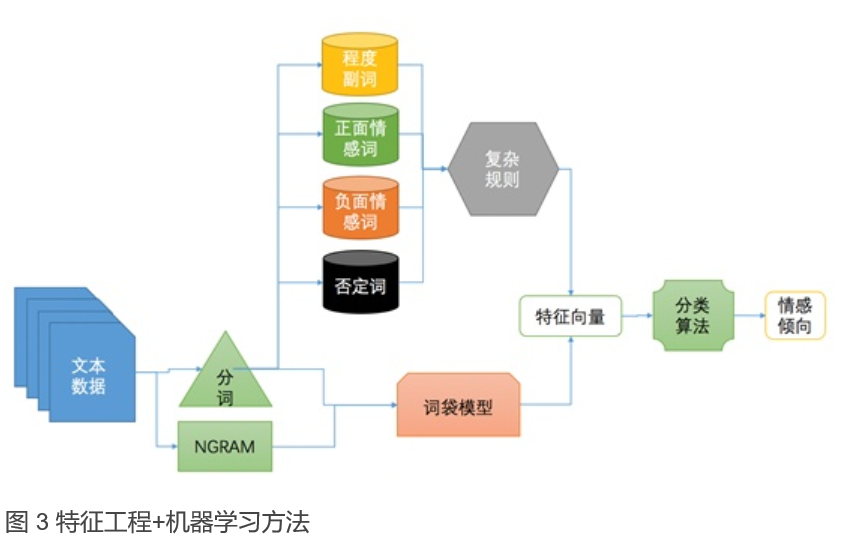 程度
副词
正面情
感词
负面情
感词
否定词
复杂
规则
文本
数据
分
词
NGRAM
词袋模型
特征向量
分类
算法
情感
倾向
图 3 特征工程+机器学习方法